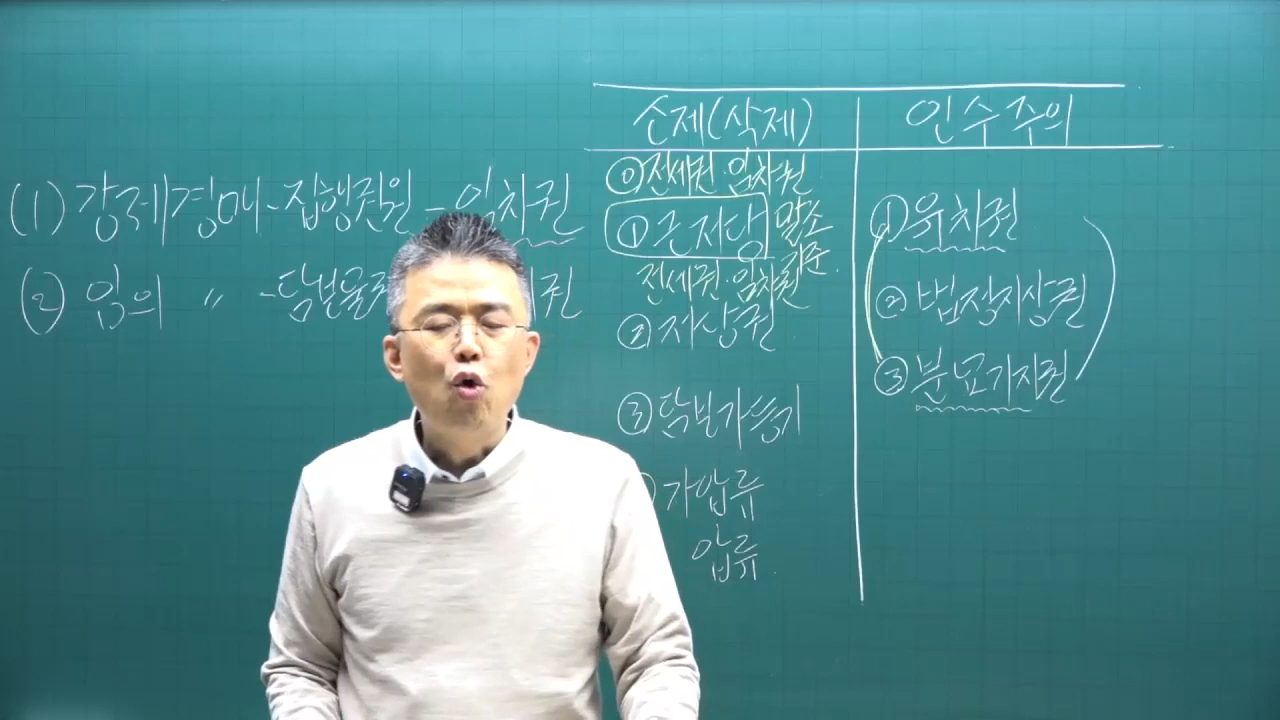 (1) 강제경매 - 집행권원 - 임차권
(2) 임의 〃 - 담보물 권
소제(삭제)
⓪ 전세권·임차권
① 근저당 말소기준
전세권·임차권
② 지상권
③ 담보가등기
가압류
압류
인수주의
① 유치권
② 법정지상권
③ 분묘기지권